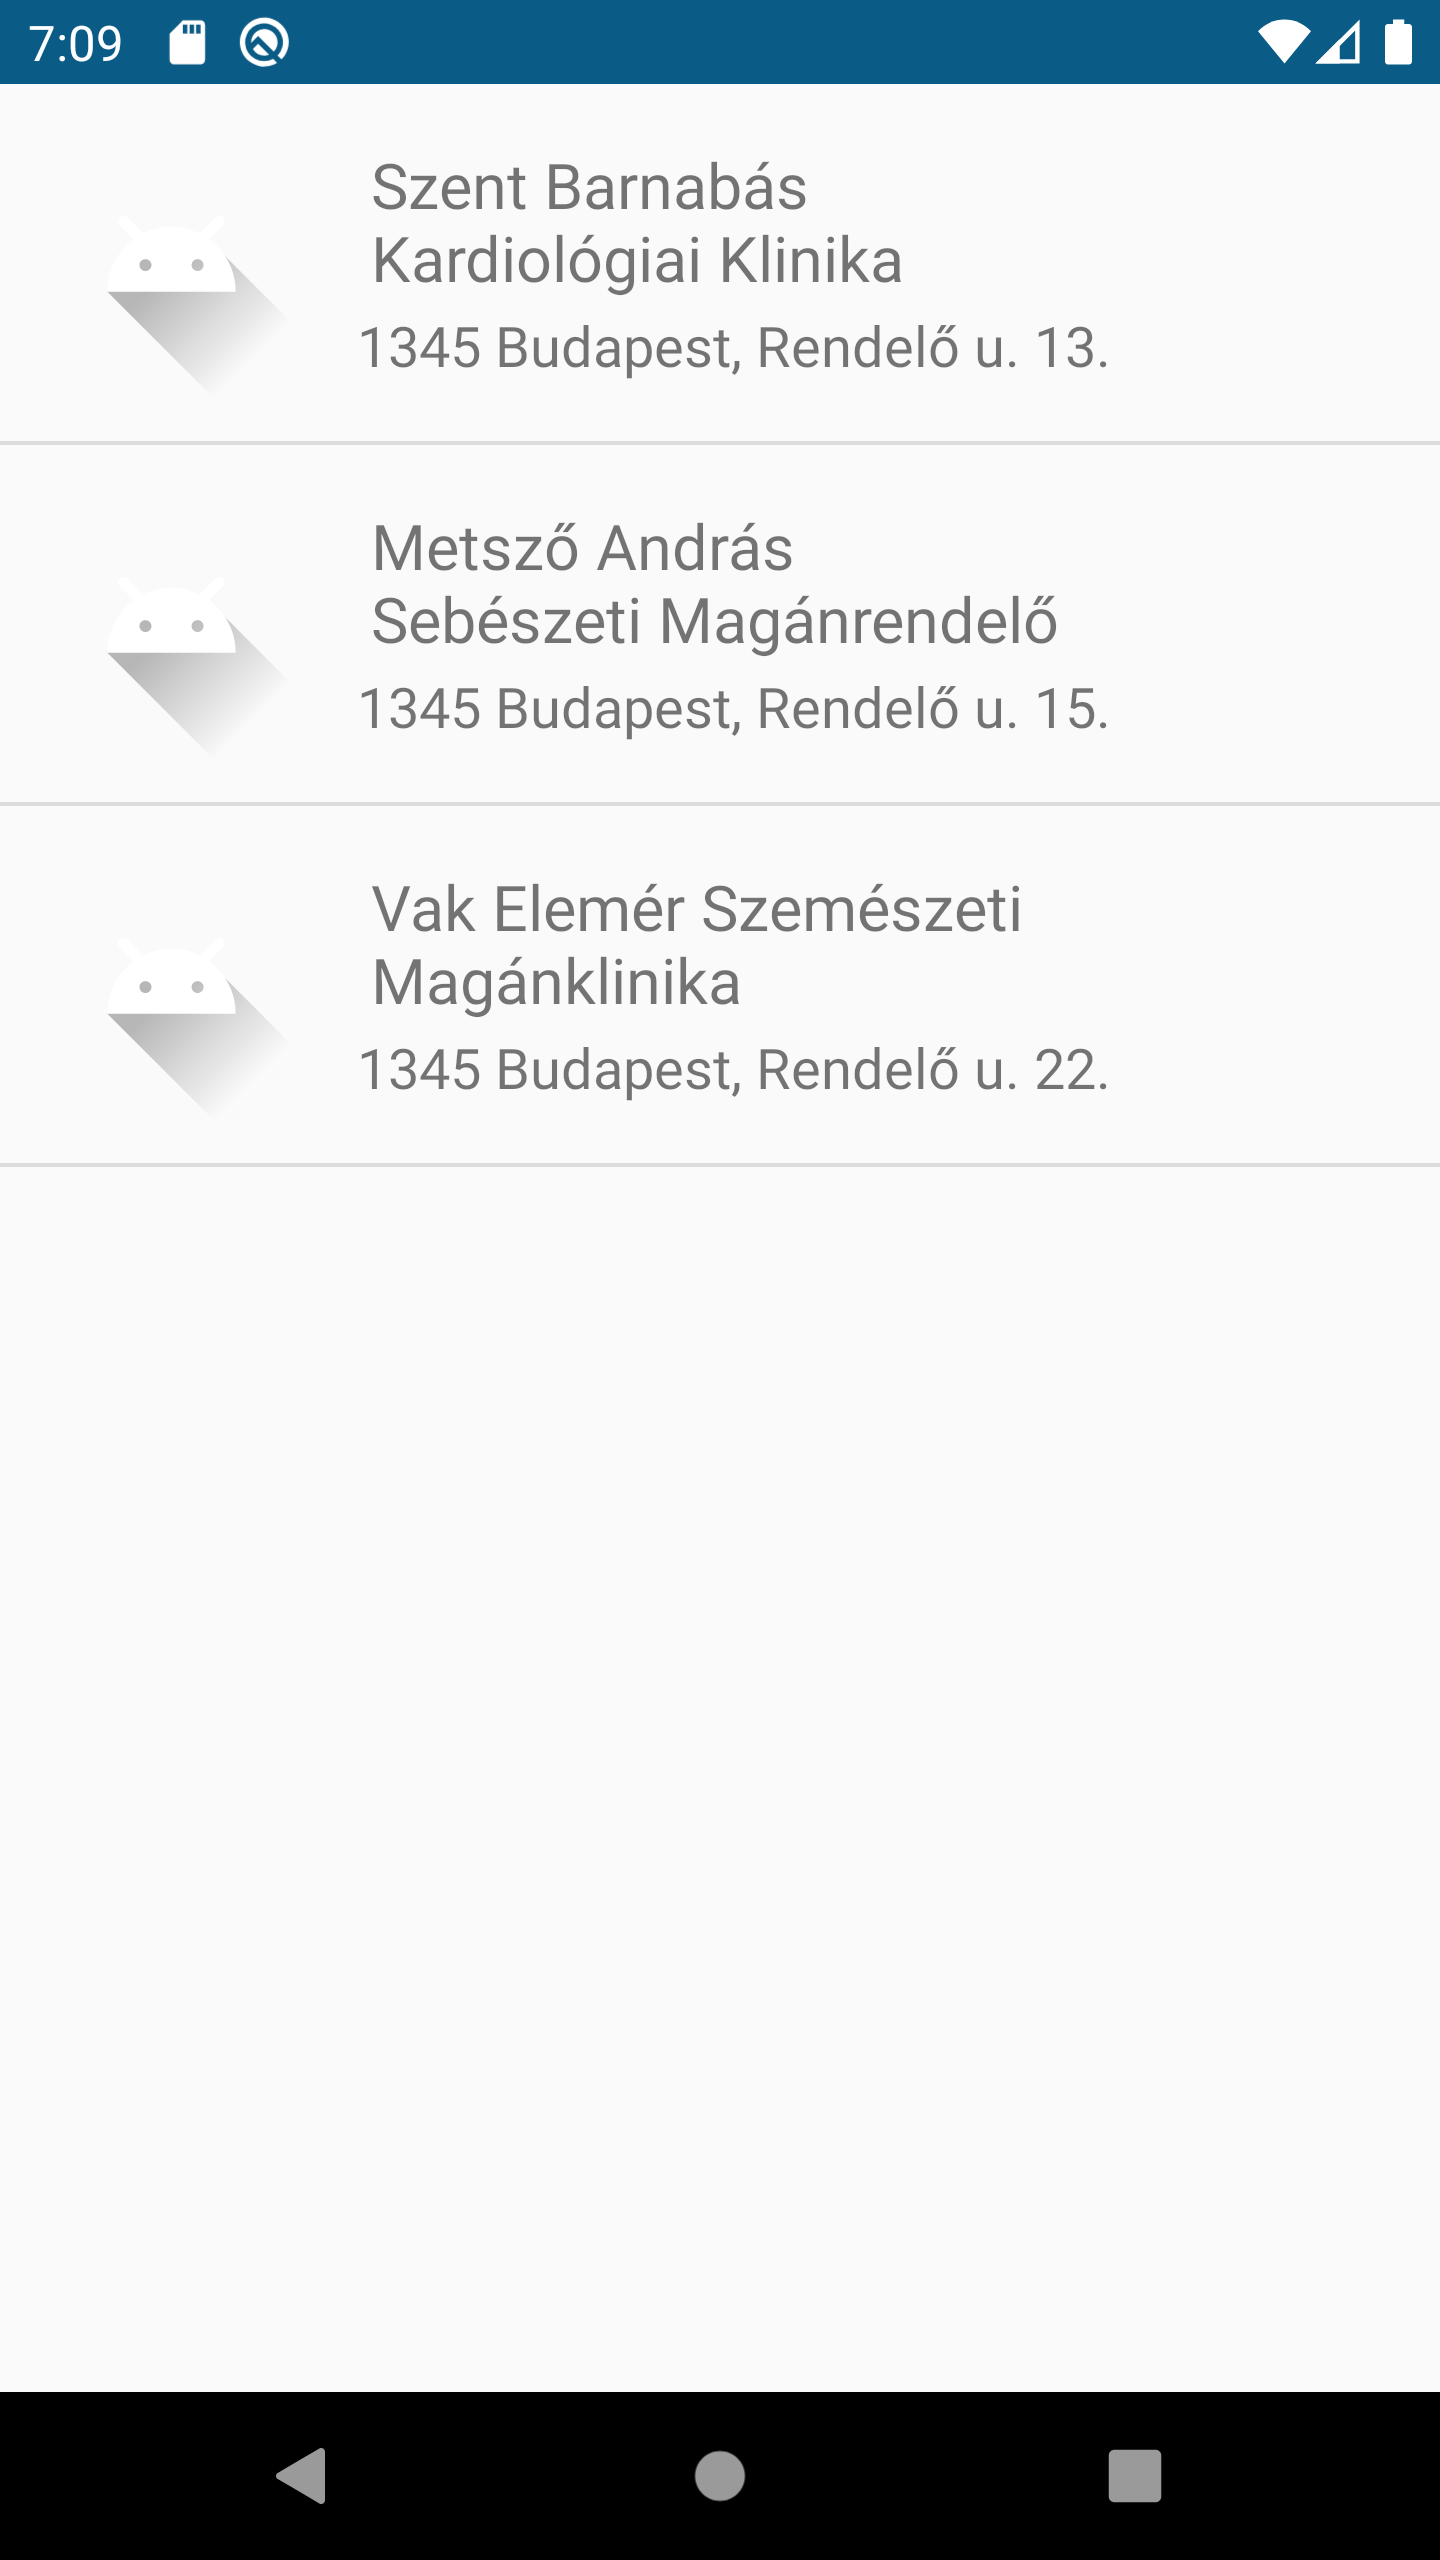 7:09
Szent Barnabás
Kardiológiai Klinika
1345 Budapest, Rendelő u. 13.
Metsző András
Sebészeti Magánrendelő
1345 Budapest, Rendelő u. 15.
Vak Elemér Szemészeti
Magánklinika
1345 Budapest, Rendelő u. 22.